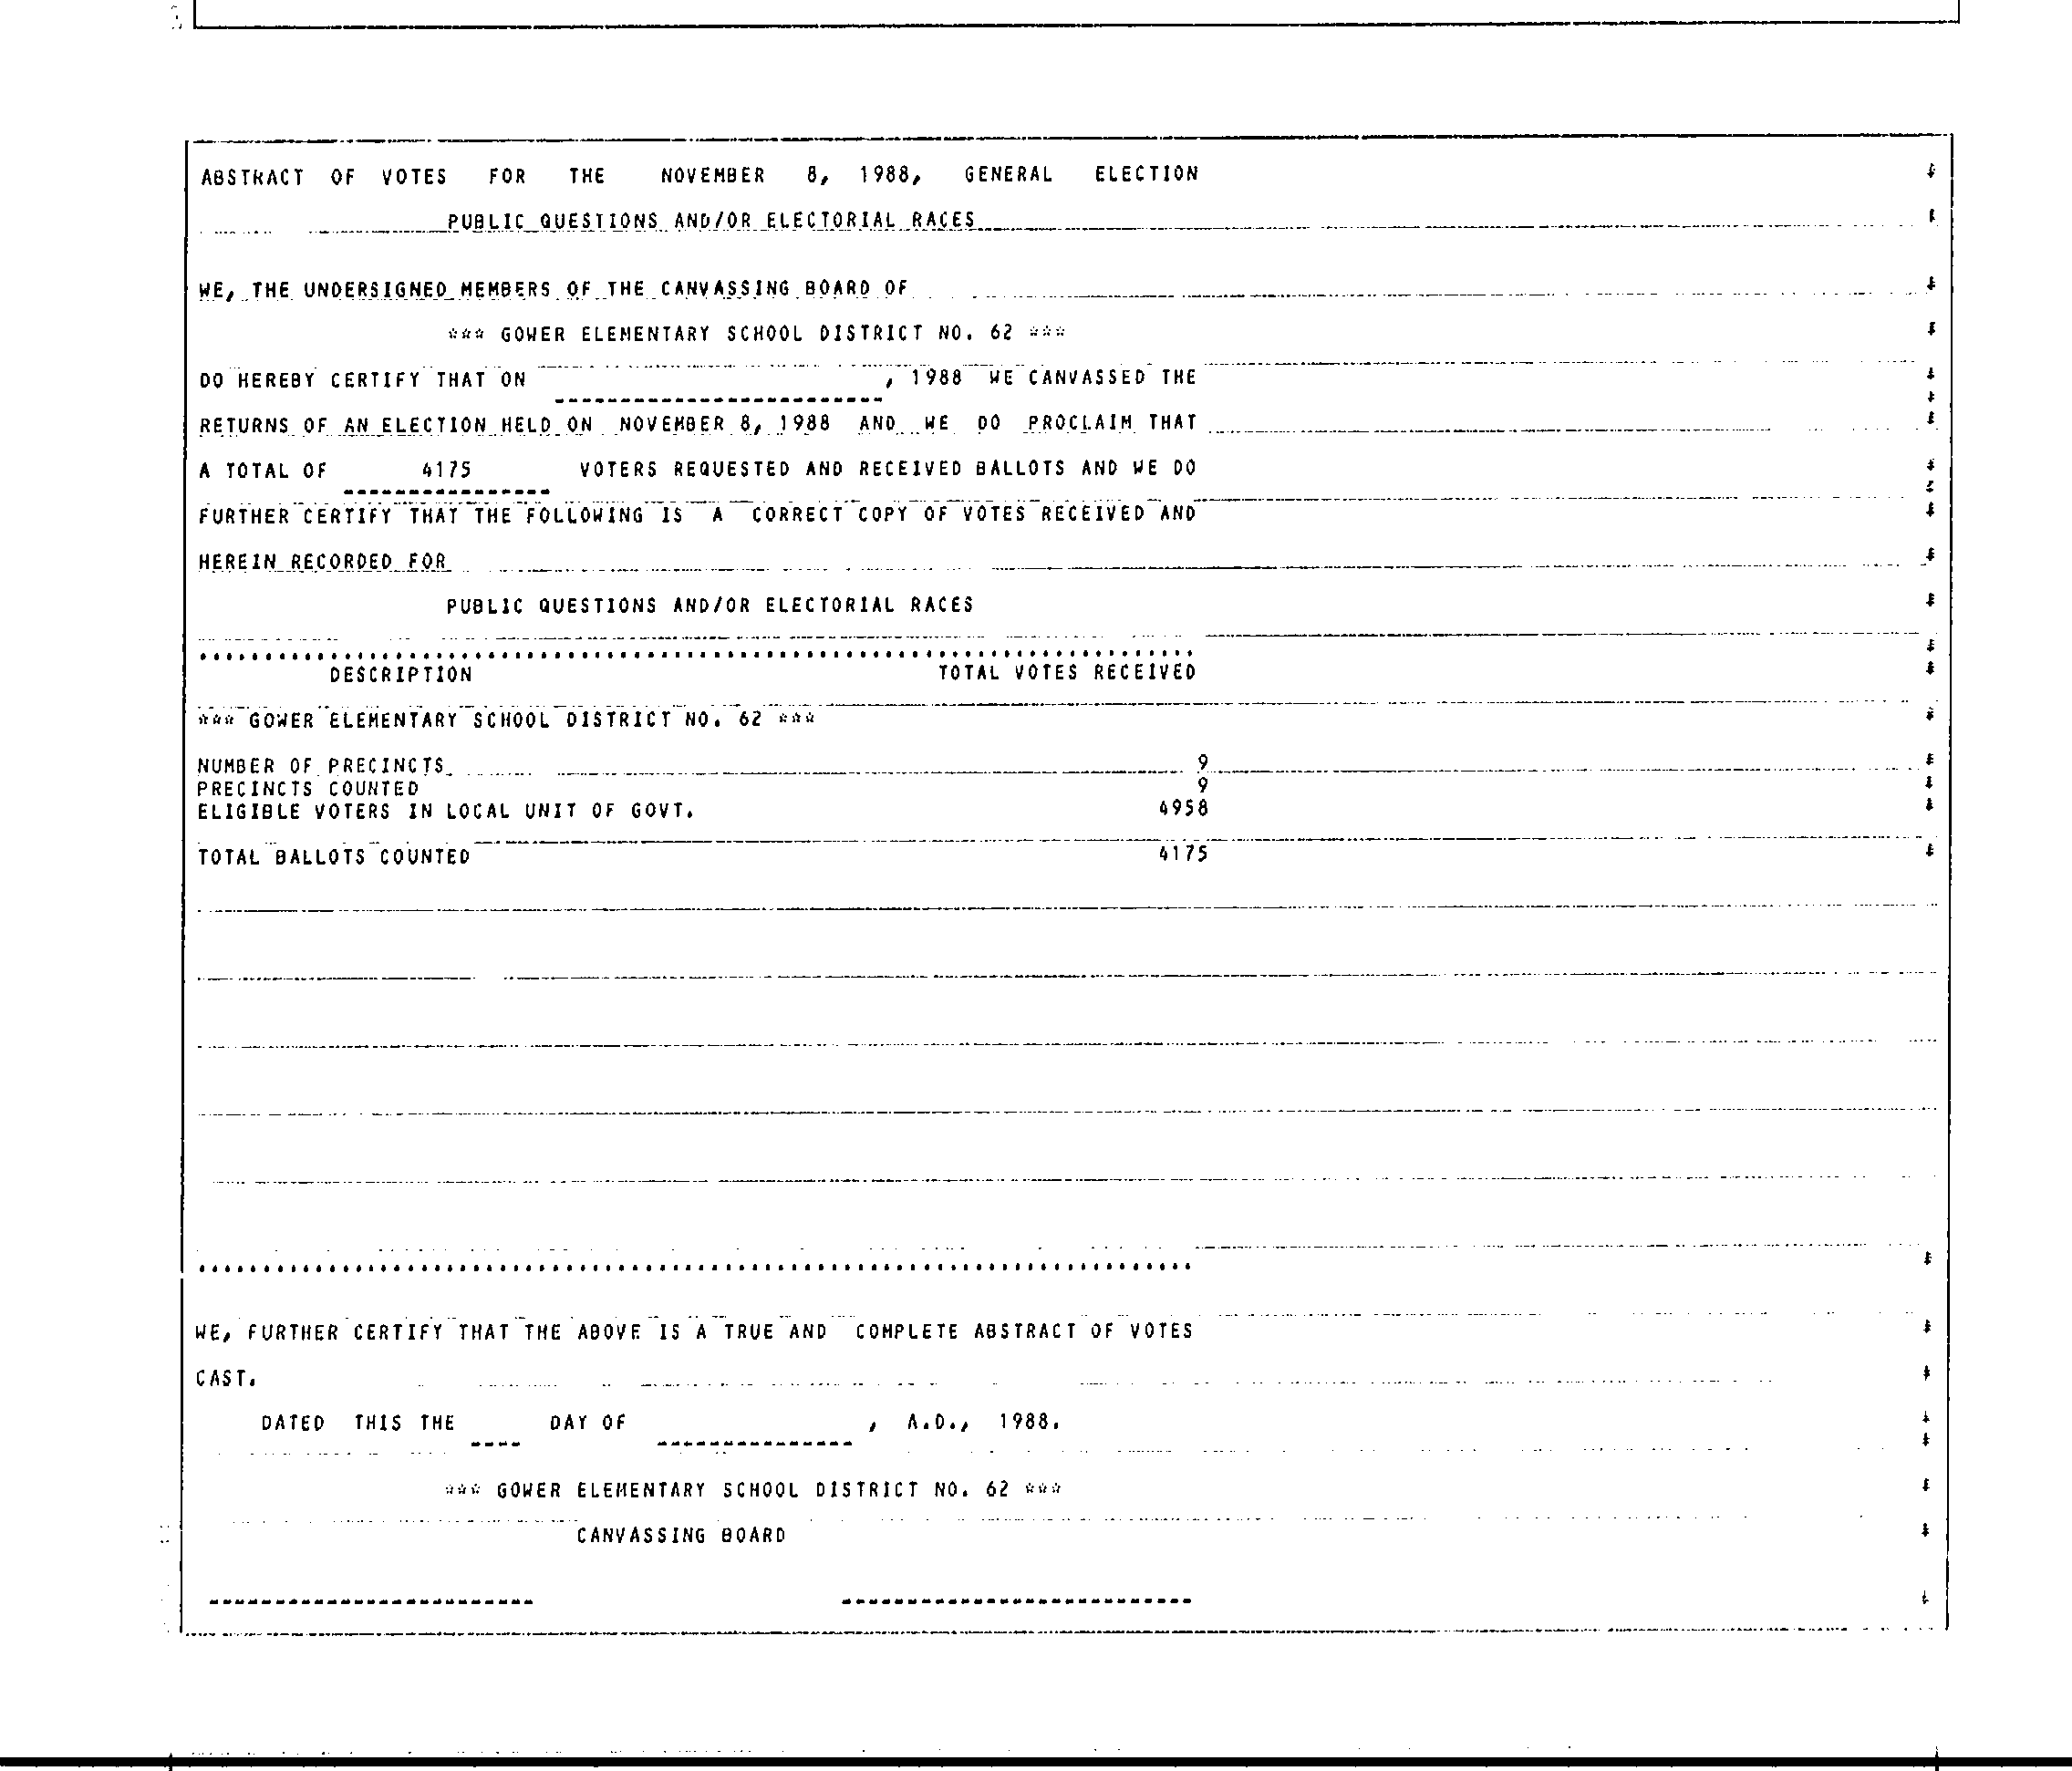 ABSTRACT OF VOTES FOR THE NOVEMBER 8, 1988, GENERAL ELECTION
PUBLIC QUESTIONS AND/OR ELECTORIAL RACES
WE, THE UNDERSIGNED MEMBERS OF THE CANVASSING BOARD OF
*** GOWER ELEMENTARY SCHOOL DISTRICT NO. 62 ***
DO HEREBY CERTIFY THAT ON , 1988 WE CANVASSED THE
RETURNS OF AN ELECTION HELD ON NOVEMBER 8, 1988 AND WE DO PROCLAIM THAT
A TOTAL OF 4175 VOTERS REQUESTED AND RECEIVED BALLOTS AND WE DO
FURTHER CERTIFY THAT THE FOLLOWING IS A CORRECT COPY OF VOTES RECEIVED AND
HEREIN RECORDED FOR
PUBLIC QUESTIONS AND/OR ELECTORIAL RACES
DESCRIPTION TOTAL VOTES RECEIVED
*** GOWER ELEMENTARY SCHOOL DISTRICT NO. 62 ***
NUMBER OF PRECINCTS 9
PRECINCTS COUNTED 9
ELIGIBLE VOTERS IN LOCAL UNIT OF GOVT. 4958
TOTAL BALLOTS COUNTED 4175
WE, FURTHER CERTIFY THAT THE ABOVE IS A TRUE AND COMPLETE ABSTRACT OF VOTES
CAST.
DATED THIS THE ---- DAY OF --------------- , A.D., 1988.
*** GOWER ELEMENTARY SCHOOL DISTRICT NO. 62 ***
CANVASSING BOARD